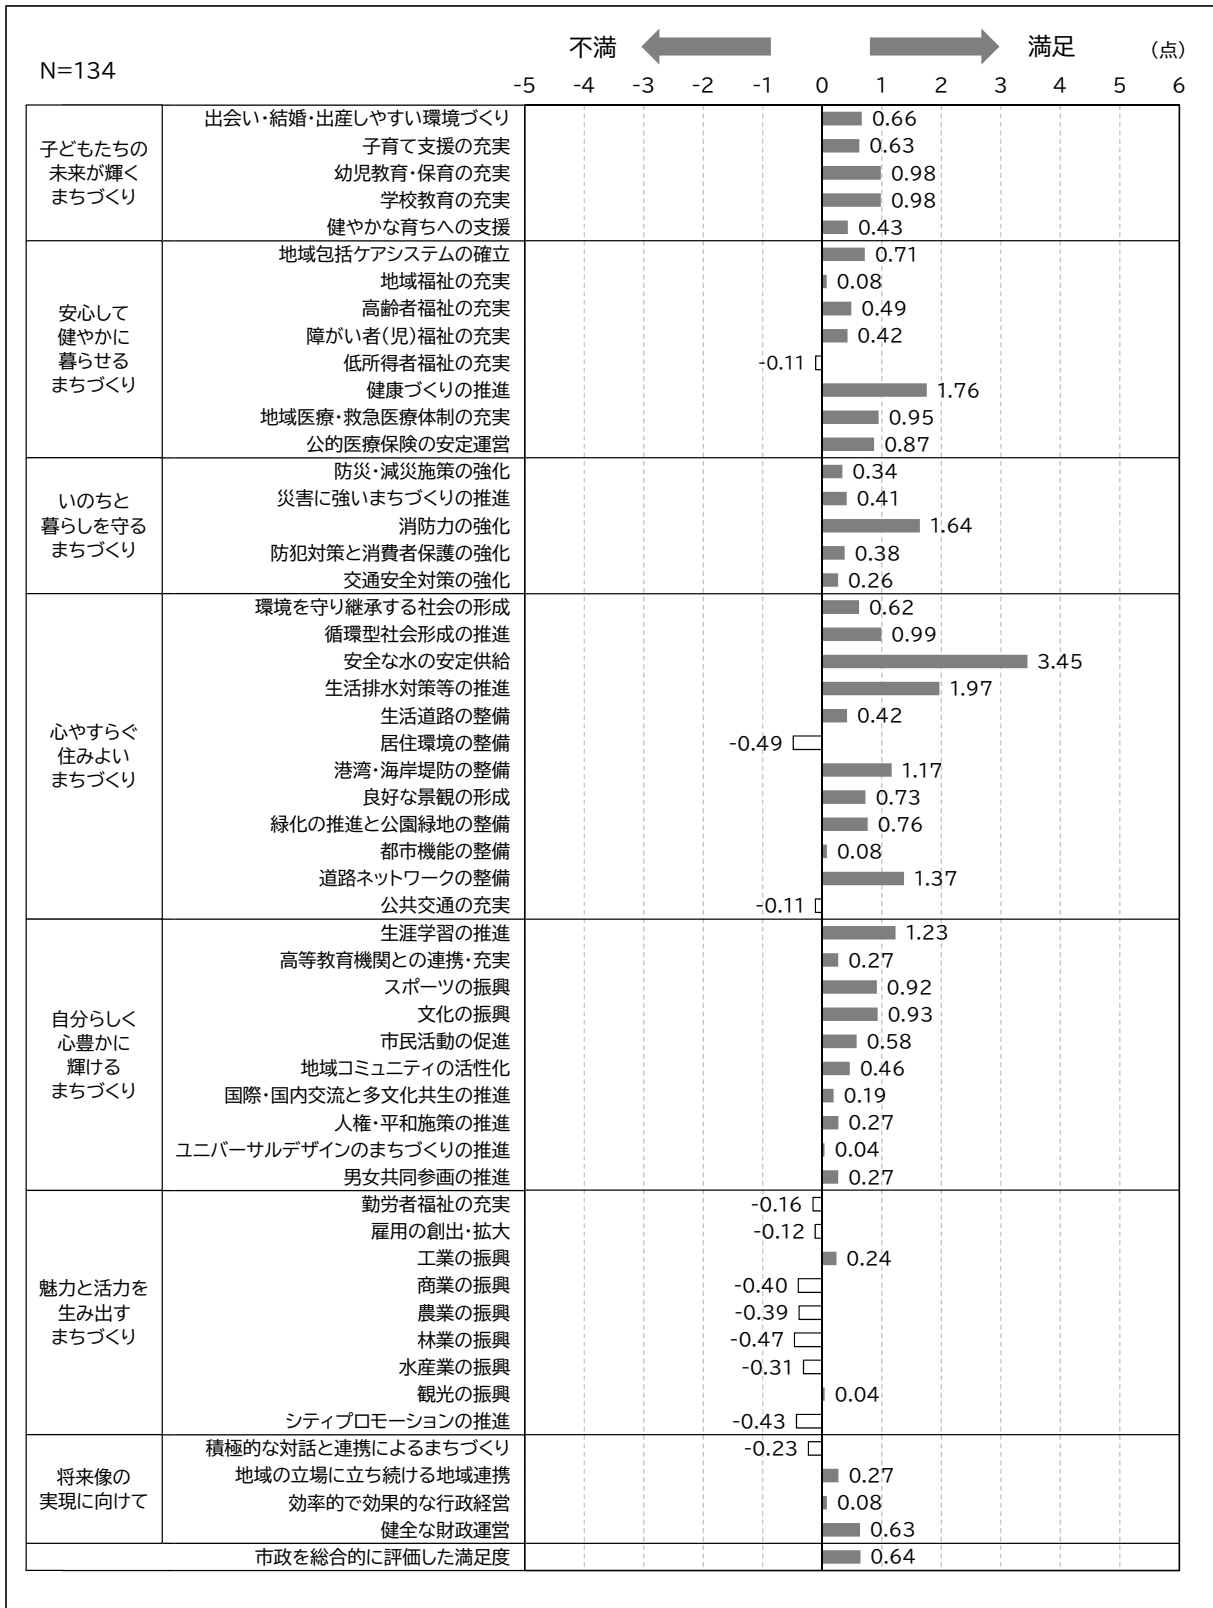 不満 満足 (点)
N=134
-5 -4 -3 -2 -1 0 1 2 3 4 5 6
子どもたちの
未来が輝く
まちづくり
出会い・結婚・出産しやすい環境づくり 0.66
子育て支援の充実 0.63
幼児教育・保育の充実 0.98
学校教育の充実 0.98
健やかな育ちへの支援 0.43
安心して
健やかに
暮らせる
まちづくり
地域包括ケアシステムの確立 0.71
地域福祉の充実 0.08
高齢者福祉の充実 0.49
障がい者(児)福祉の充実 0.42
低所得者福祉の充実 -0.11
健康づくりの推進 1.76
地域医療・救急医療体制の充実 0.95
公的医療保険の安定運営 0.87
いのちと
暮らしを守る
まちづくり
防災・減災施策の強化 0.34
災害に強いまちづくりの推進 0.41
消防力の強化 1.64
防犯対策と消費者保護の強化 0.38
交通安全対策の強化 0.26
心やすらぐ
住みよい
まちづくり
環境を守り継承する社会の形成 0.62
循環型社会形成の推進 0.99
安全な水の安定供給 3.45
生活排水対策等の推進 1.97
生活道路の整備 0.42
居住環境の整備 -0.49
港湾・海岸堤防の整備 1.17
良好な景観の形成 0.73
緑化の推進と公園緑地の整備 0.76
都市機能の整備 0.08
道路ネットワークの整備 1.37
公共交通の充実 -0.11
自分らしく
心豊かに
輝ける
まちづくり
生涯学習の推進 1.23
高等教育機関との連携・充実 0.27
スポーツの振興 0.92
文化の振興 0.93
市民活動の促進 0.58
地域コミュニティの活性化 0.46
国際・国内交流と多文化共生の推進 0.19
人権・平和施策の推進 0.27
ユニバーサルデザインのまちづくりの推進 0.04
男女共同参画の推進 0.27
魅力と活力を
生み出す
まちづくり
勤労者福祉の充実 -0.16
雇用の創出・拡大 -0.12
工業の振興 0.24
商業の振興 -0.40
農業の振興 -0.39
林業の振興 -0.47
水産業の振興 -0.31
観光の振興 0.04
シティプロモーションの推進 -0.43
将来像の
実現に向けて
積極的な対話と連携によるまちづくり -0.23
地域の立場に立ち続ける地域連携 0.27
効率的で効果的な行政経営 0.08
健全な財政運営 0.63
市政を総合的に評価した満足度 0.64